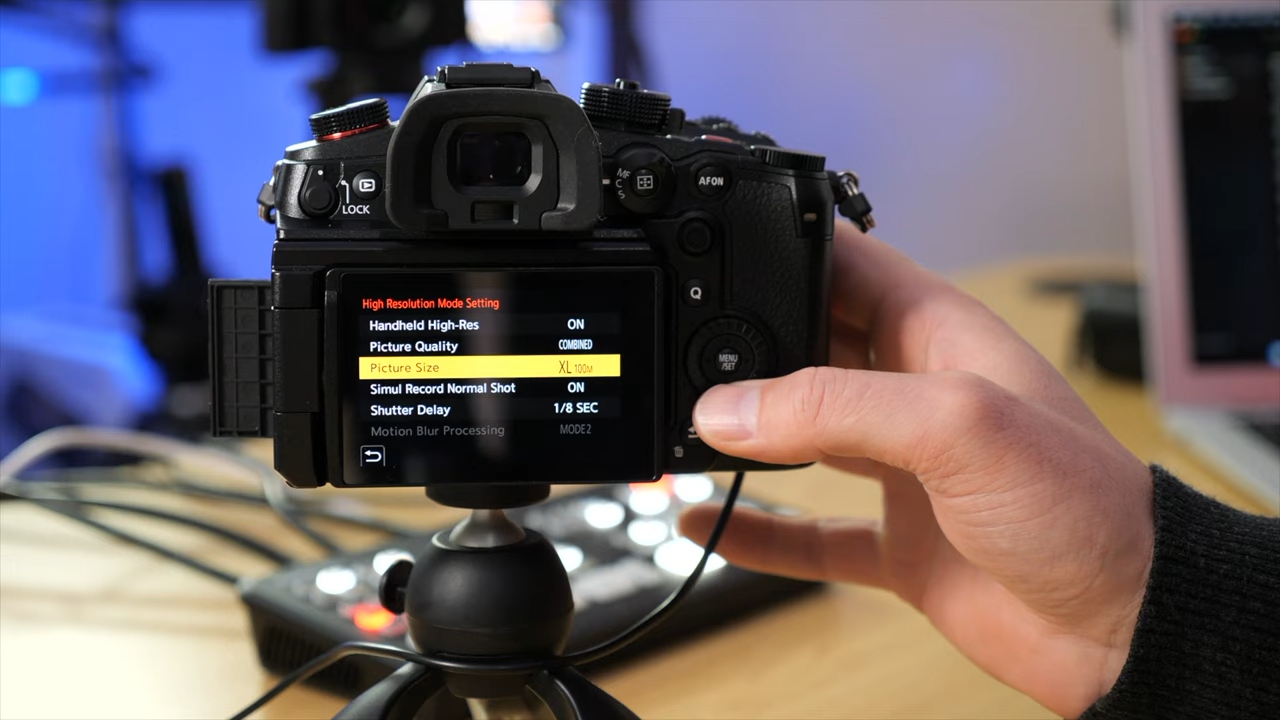 LOCK
MF
C
S
AFON
Q
MENU
/SET
High Resolution Mode Setting
Handheld High-Res ON
Picture Quality COMBINED
Picture Size XL 100M
Simul Record Normal Shot ON
Shutter Delay 1/8 SEC
Motion Blur Processing MODE2